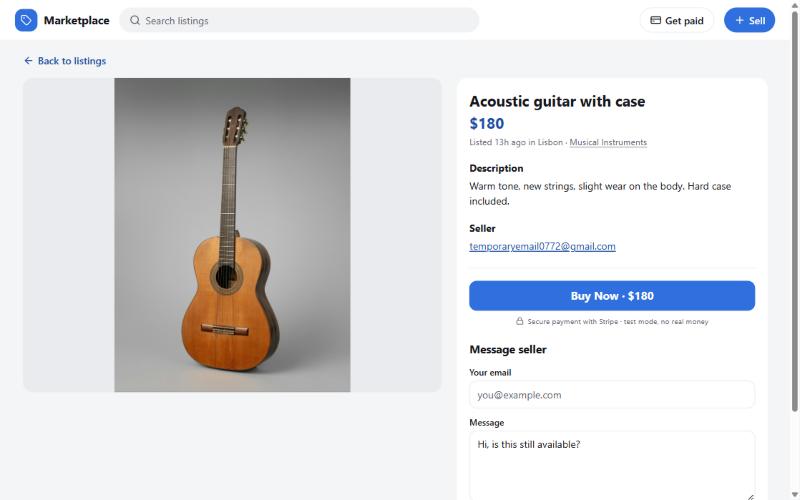 Marketplace
Search listings
Get paid
Sell
Back to listings
Acoustic guitar with case
$180
Listed 13h ago in Lisbon · Musical Instruments
Description
Warm tone, new strings, slight wear on the body. Hard case
included.
Seller
temporaryemail0772@gmail.com
Buy Now · $180
Secure payment with Stripe · test mode, no real money
Message seller
Your email
you@example.com
Message
Hi, is this still available?